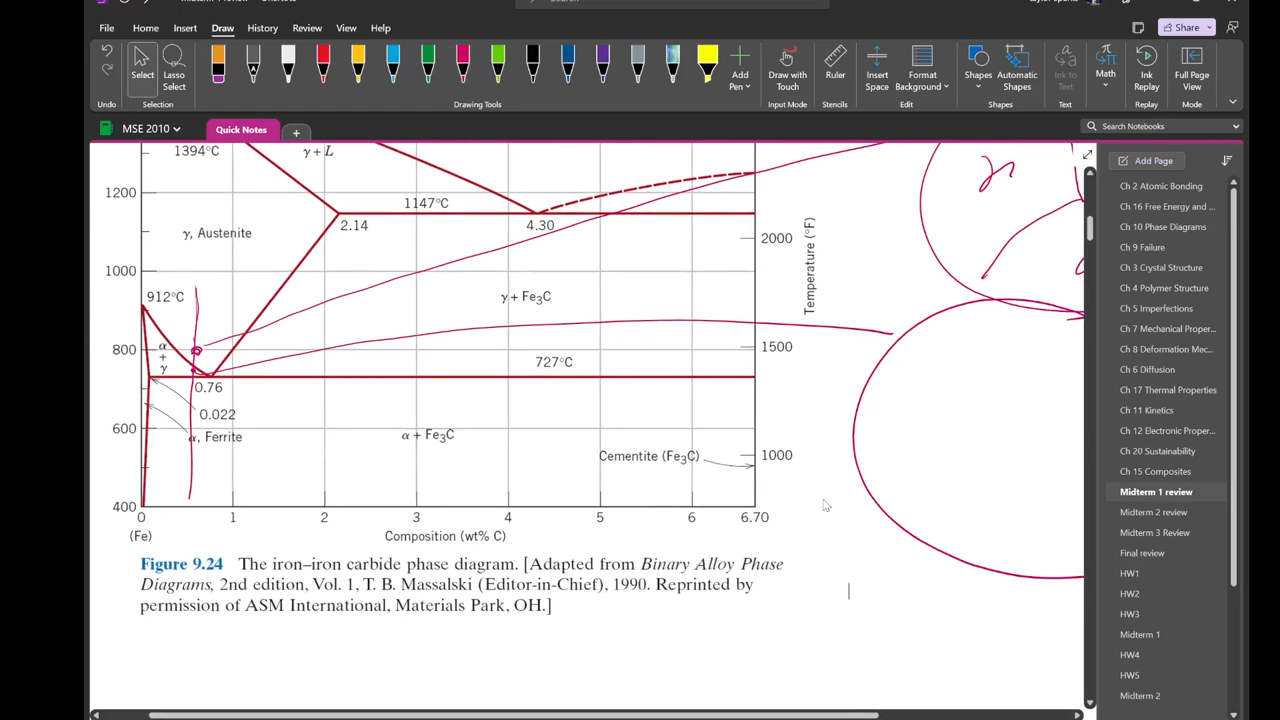 File Home Insert Draw History Review View Help Share
Select
Lasso Select
Add Pen
Draw with Touch
Ruler
Insert Space
Format Background
Shapes
Automatic Shapes
Ink to Text
Math
Ink Replay
Full Page View
Undo Selection Drawing Tools Input Mode Stencils Edit Shapes Text Replay Mode
MSE 2010
Quick Notes
Search Notebooks
Add Page
Ch 2 Atomic Bonding
Ch 16 Free Energy and ...
Ch 10 Phase Diagrams
Ch 9 Failure
Ch 3 Crystal Structure
Ch 4 Polymer Structure
Ch 5 Imperfections
Ch 7 Mechanical Proper...
Ch 8 Deformation Mec...
Ch 6 Diffusion
Ch 17 Thermal Properties
Ch 11 Kinetics
Ch 12 Electronic Proper...
Ch 20 Sustainability
Ch 15 Composites
Midterm 1 review
Midterm 2 review
Midterm 3 Review
Final review
HW1
HW2
HW3
Midterm 1
HW4
HW5
Midterm 2
1394°C
γ + L
1200
1147°C
2.14
4.30
γ, Austenite
2000
1000
912°C
γ + Fe3C
Temperature (°F)
800
α
+
γ
1500
727°C
0.76
0.022
600
α, Ferrite
α + Fe3C
Cementite (Fe3C)
1000
400
0 1 2 3 4 5 6 6.70
(Fe)
Composition (wt% C)
Figure 9.24 The iron–iron carbide phase diagram. [Adapted from Binary Alloy Phase
Diagrams, 2nd edition, Vol. 1, T. B. Massalski (Editor-in-Chief), 1990. Reprinted by
permission of ASM International, Materials Park, OH.]